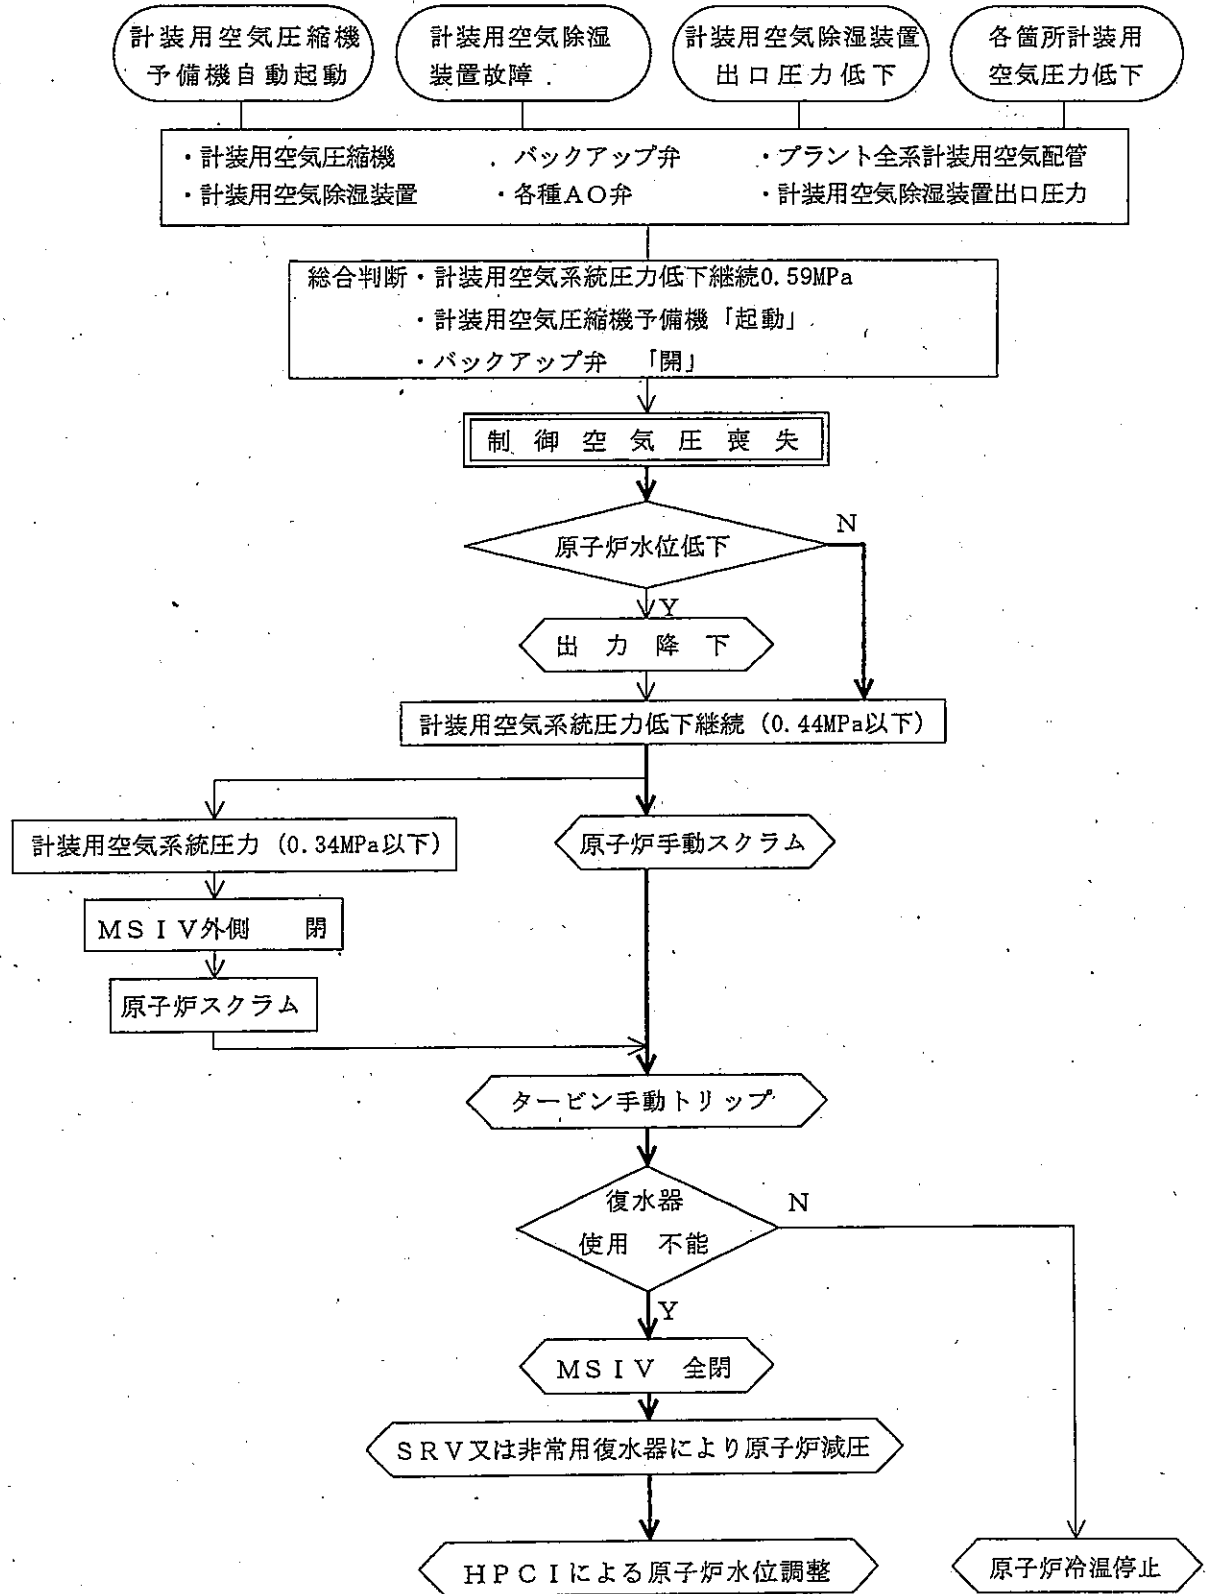 計装用空気圧縮機
予備機自動起動
計装用空気除湿
装置故障
計装用空気除湿装置
出口圧力低下
各箇所計装用
空気圧力低下
・計装用空気圧縮機 ・バックアップ弁 ・プラント全系計装用空気配管
・計装用空気除湿装置 ・各種AO弁 ・計装用空気除湿装置出口圧力
総合判断・計装用空気系統圧力低下継続0.59MPa
・計装用空気圧縮機予備機「起動」
・バックアップ弁 「開」
制御空気圧喪失
原子炉水位低下
N
Y
出力降下
計装用空気系統圧力低下継続(0.44MPa以下)
計装用空気系統圧力(0.34MPa以下)
原子炉手動スクラム
MSIV外側 閉
原子炉スクラム
タービン手動トリップ
復水器
使用 不能
N
Y
MSIV 全閉
SRV又は非常用復水器により原子炉減圧
HPCIによる原子炉水位調整
原子炉冷温停止